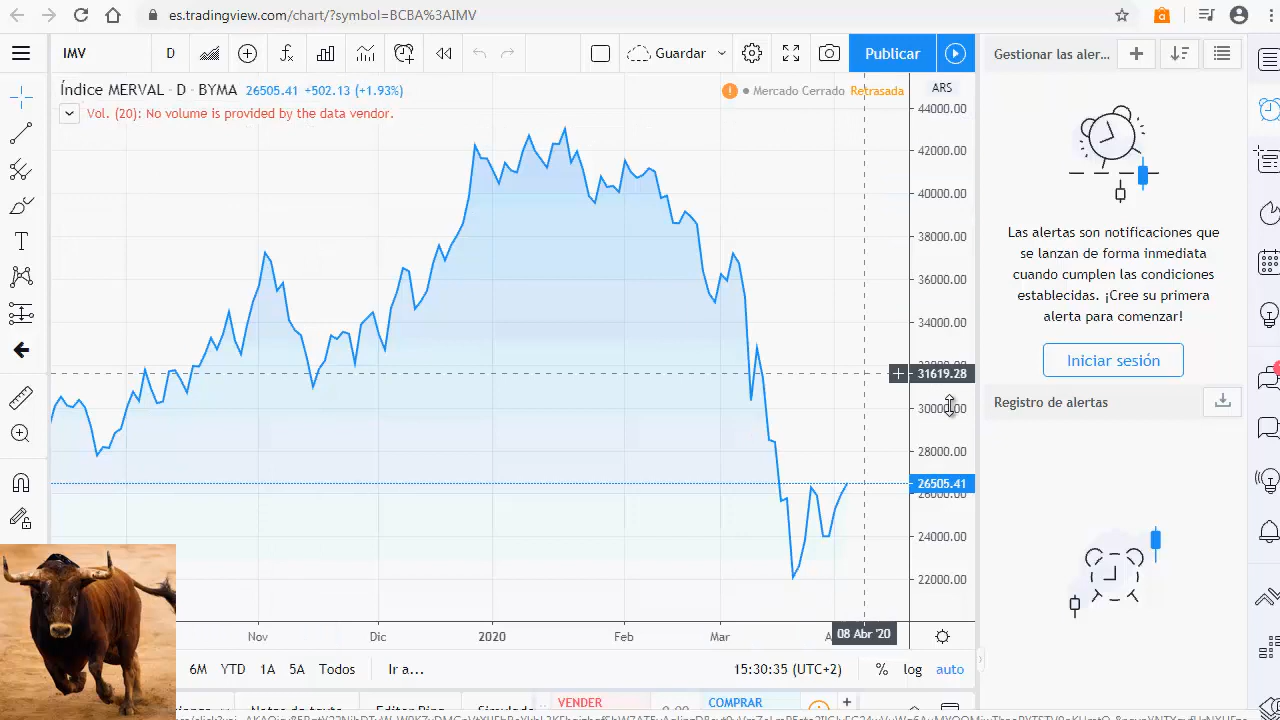 es.tradingview.com/chart/?symbol=BCBA%3AIMV
IMV
D
Guardar
Publicar
Gestionar las aler...
Índice MERVAL · D · BYMA 26505.41 +502.13 (+1.93%)
Mercado Cerrado Retrasada
ARS
Vol. (20): No volume is provided by the data vendor.
44000.00
42000.00
40000.00
38000.00
36000.00
34000.00
31619.28
30000.00
28000.00
26505.41
26000.00
24000.00
22000.00
Las alertas son notificaciones que
se lanzan de forma inmediata
cuando cumplen las condiciones
establecidas. ¡Cree su primera
alerta para comenzar!
Iniciar sesión
Registro de alertas
Nov Dic 2020 Feb Mar 08 Abr '20
6M YTD 1A 5A Todos Ir a...
15:30:35 (UTC+2) % log auto
VENDER
COMPRAR